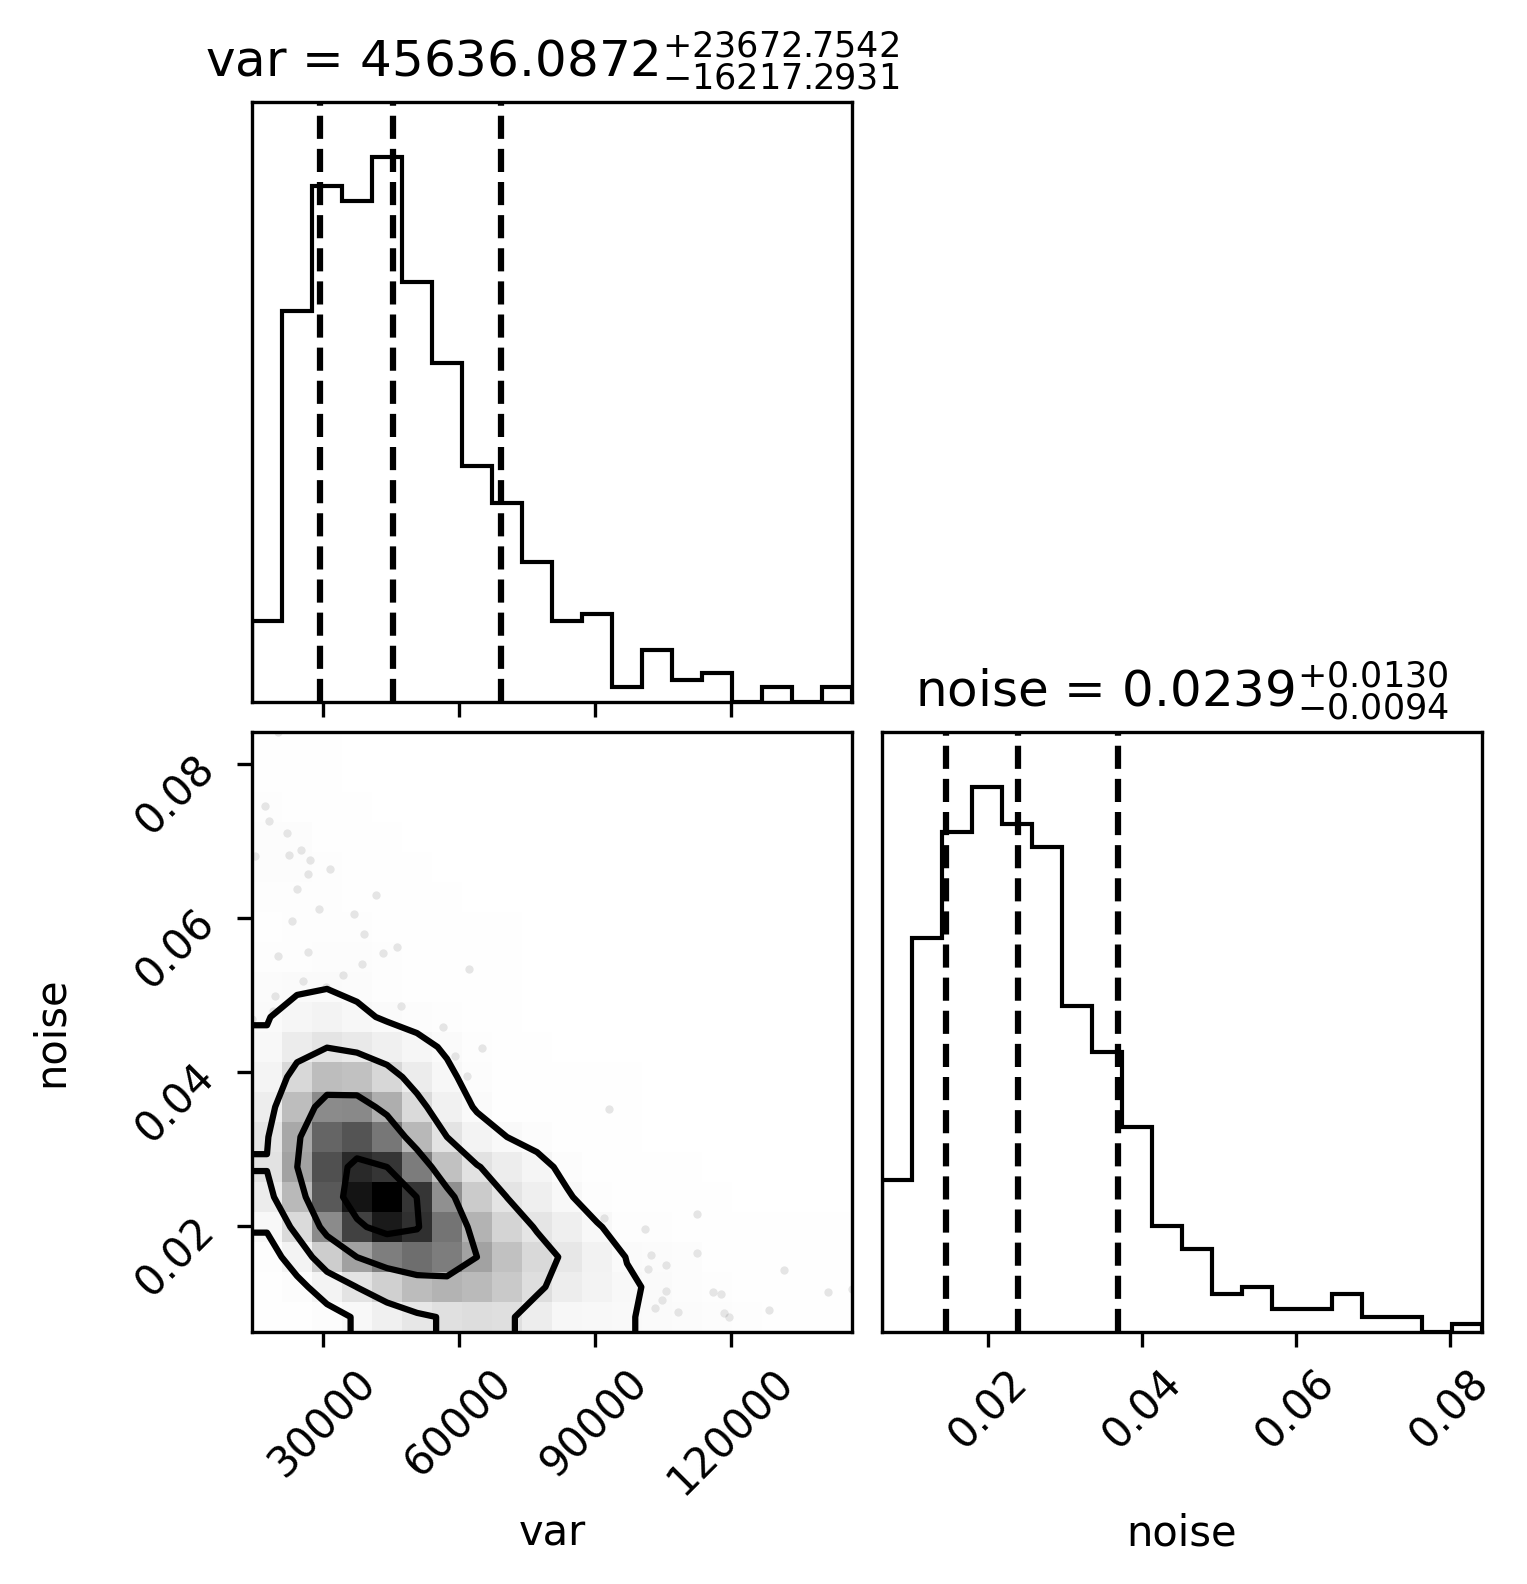 var = 45636.0872 +23672.7542 −16217.2931
noise = 0.0239 +0.0130 −0.0094
0.08
0.06
0.04
0.02
noise
30000 60000 90000 120000
0.02 0.04 0.06 0.08
var
noise